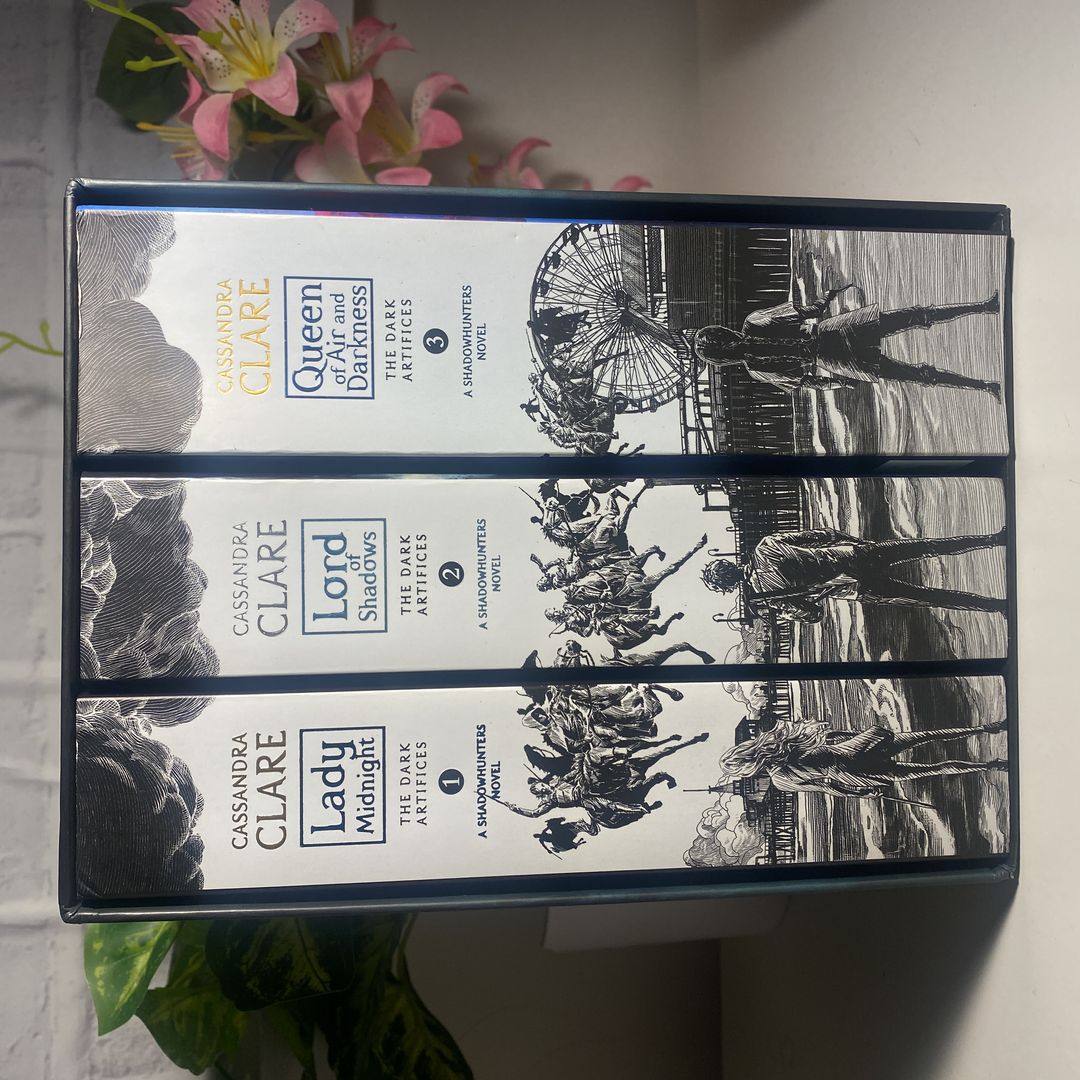 CASSANDRA
CLARE
Lady
Midnight
THE DARK
ARTIFICES
1
A SHADOWHUNTERS
NOVEL
CASSANDRA
CLARE
Lord
of
Shadows
THE DARK
ARTIFICES
2
A SHADOWHUNTERS
NOVEL
CASSANDRA
CLARE
Queen
of Air and
Darkness
THE DARK
ARTIFICES
3
A SHADOWHUNTERS
NOVEL